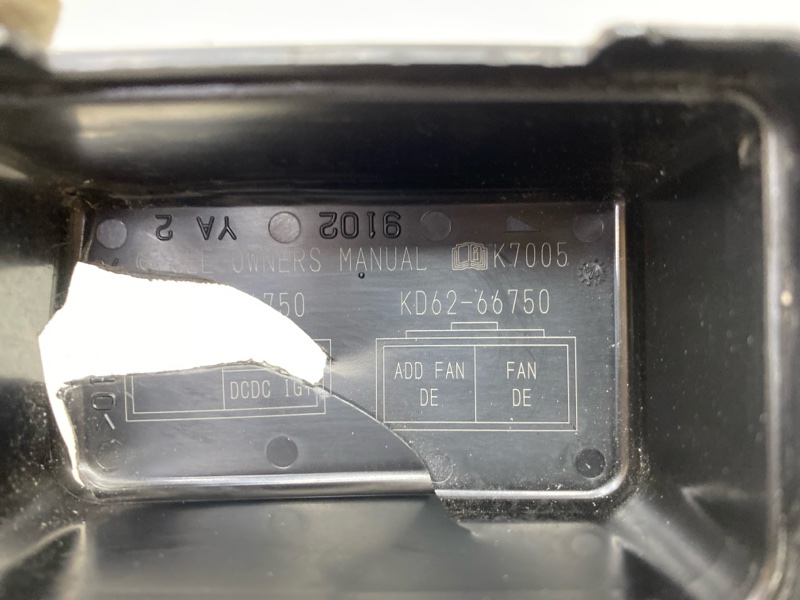 YA 2
9102
OWNERS MANUAL K7005
750 KD62-66750
ADD FAN DE
FAN DE
DCDC IG1